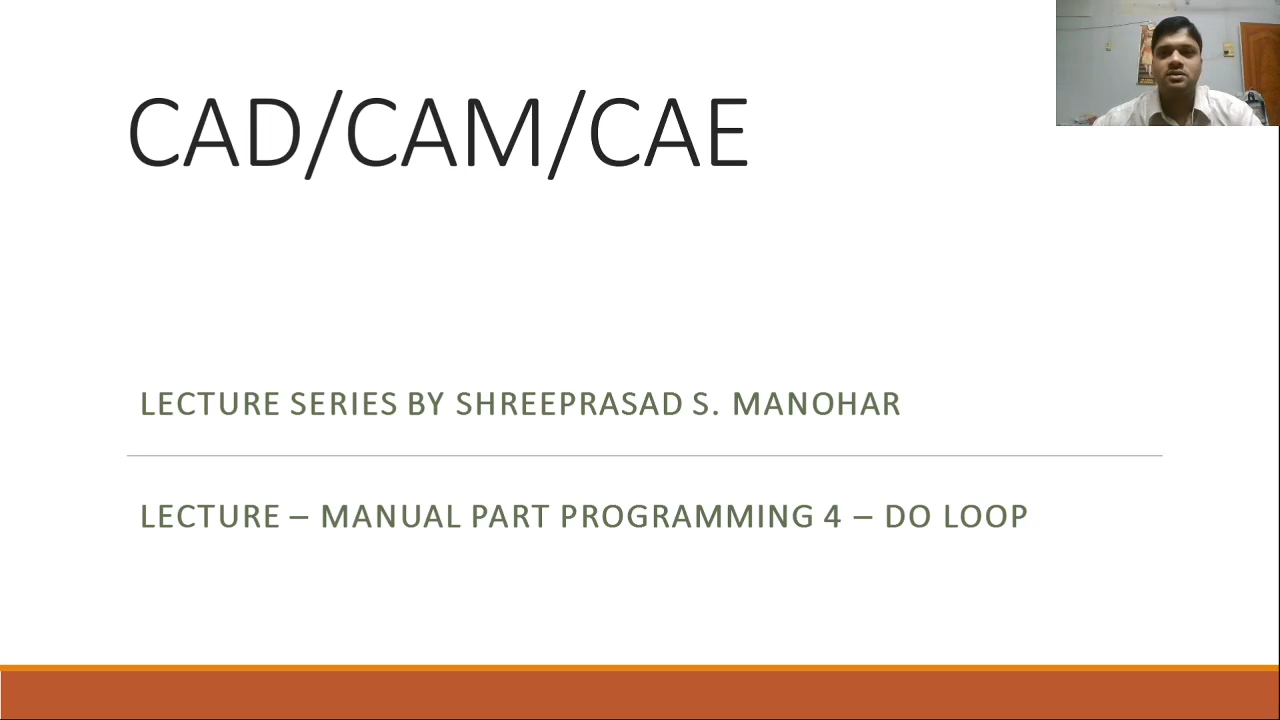 CAD/CAM/CAE
LECTURE SERIES BY SHREEPRASAD S. MANOHAR
LECTURE – MANUAL PART PROGRAMMING 4 – DO LOOP